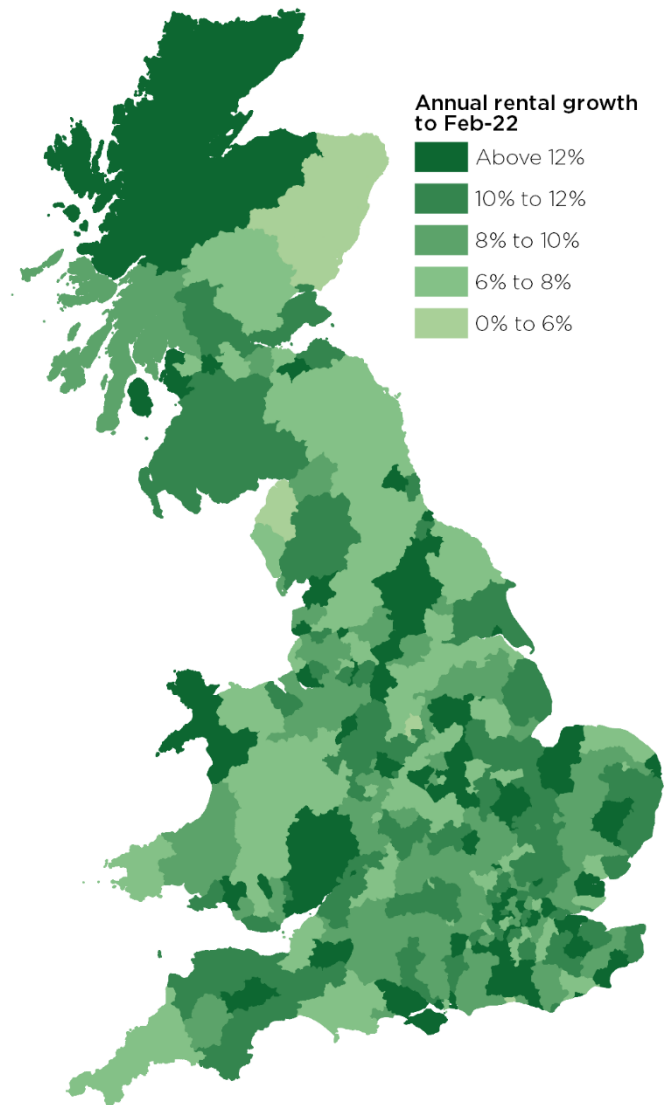 Annual rental growth
to Feb-22
Above 12%
10% to 12%
8% to 10%
6% to 8%
0% to 6%